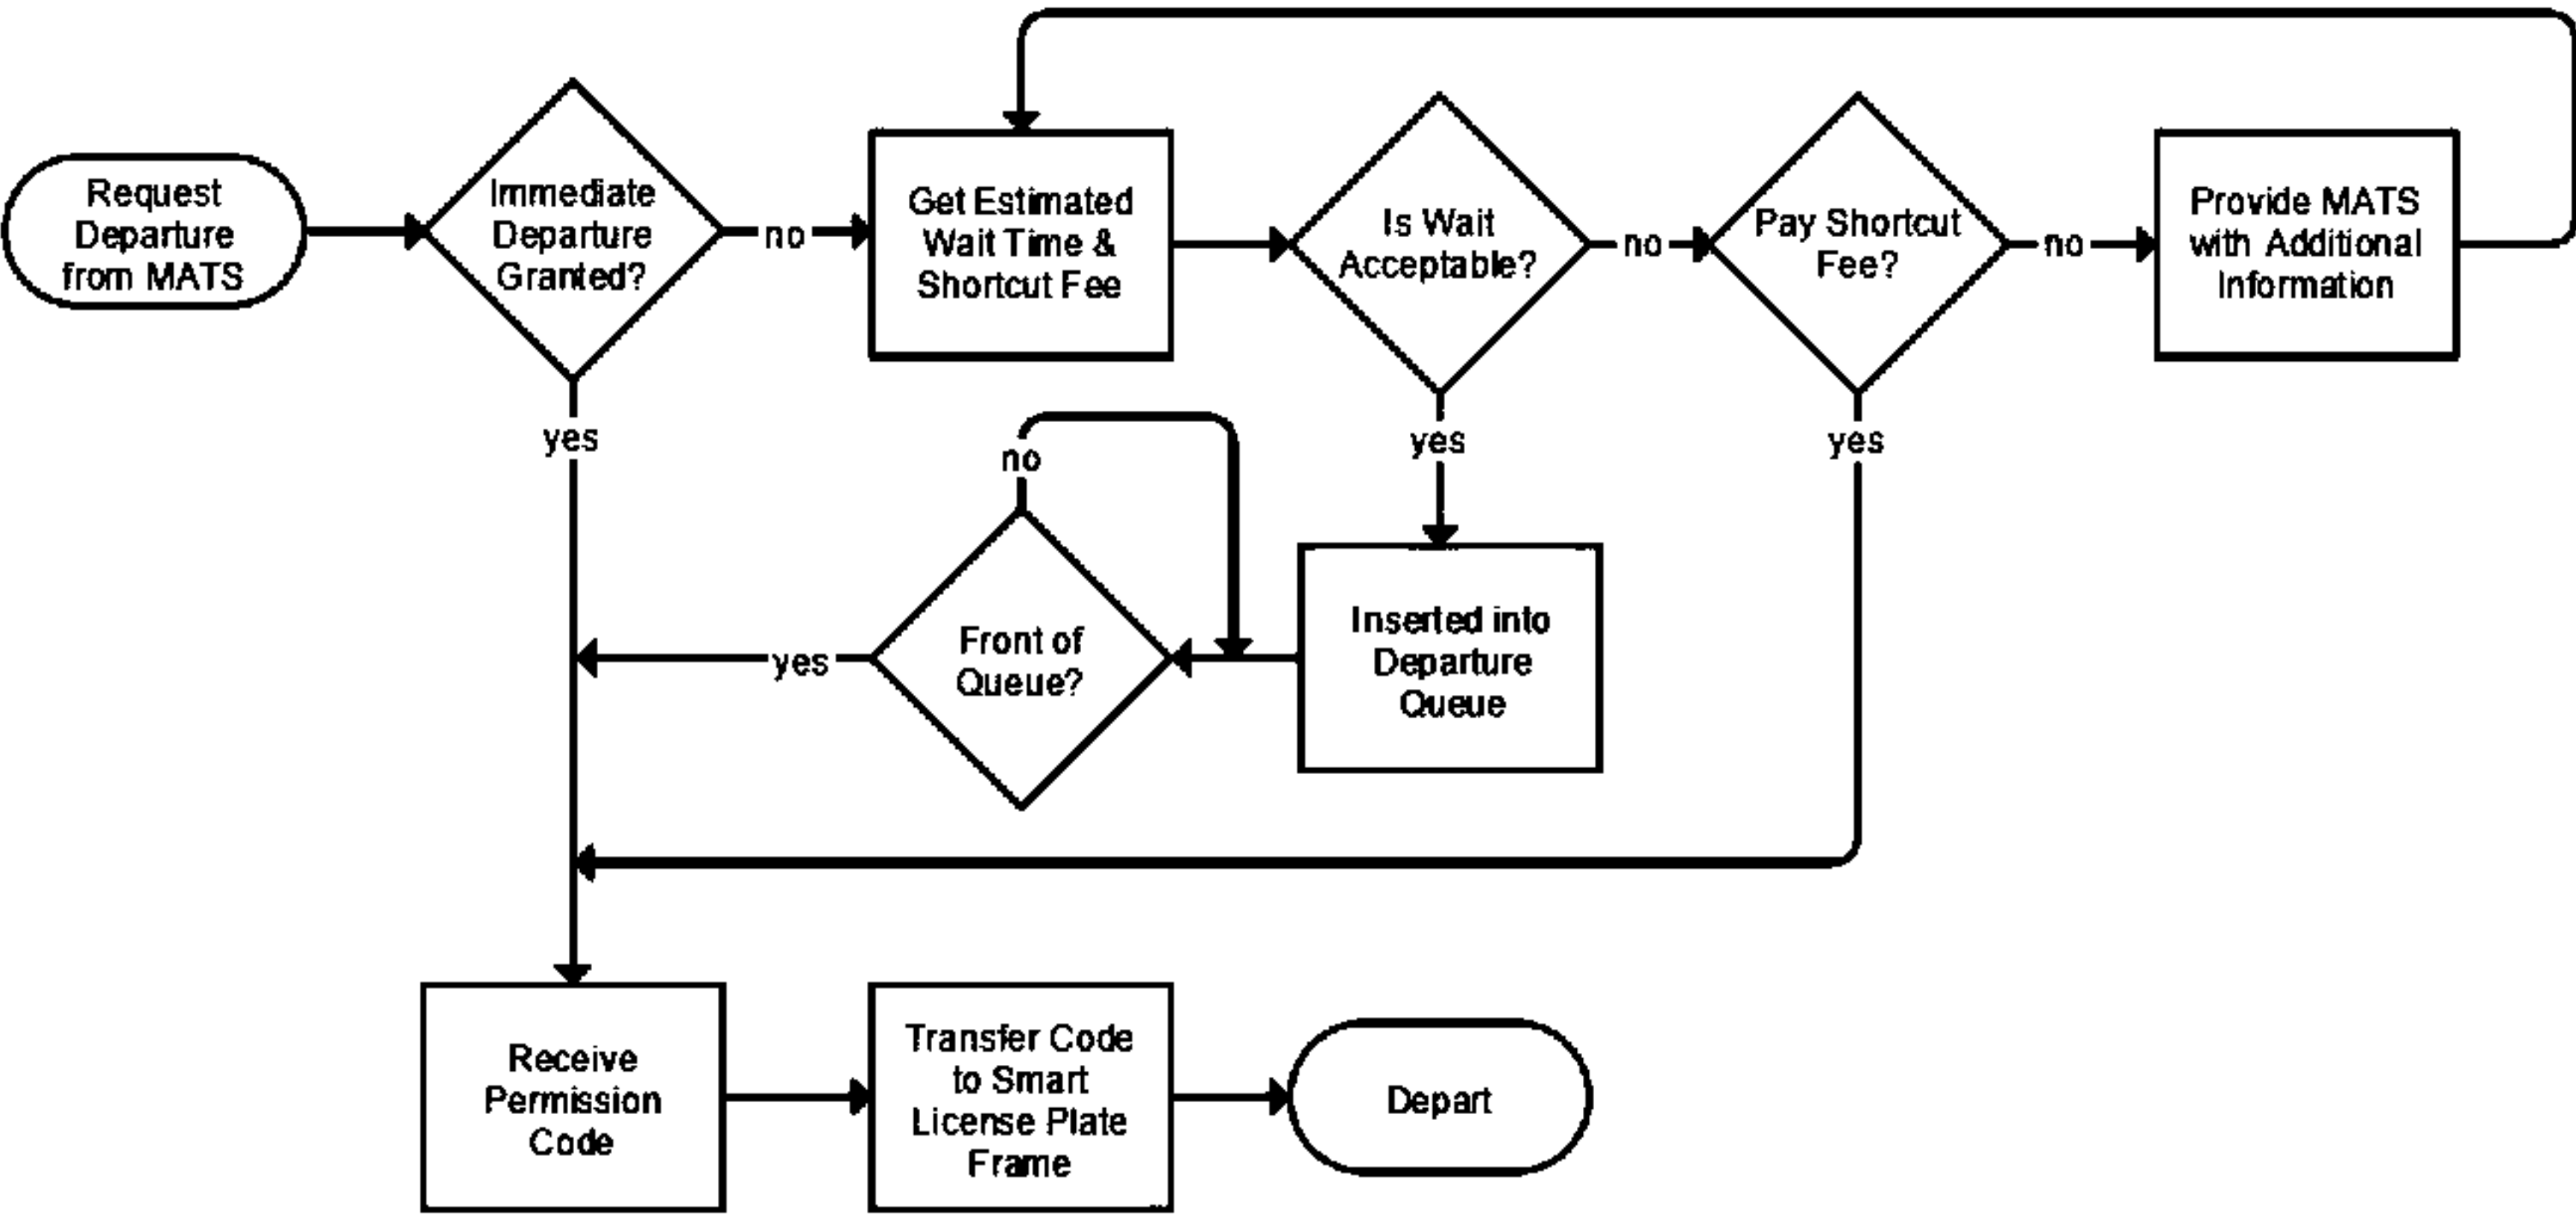 Request
Departure
from MATS
Immediate
Departure
Granted?
no
Get Estimated
Wait Time &
Shortcut Fee
Is Wait
Acceptable?
no
Pay Shortcut
Fee?
no
Provide MATS
with Additional
Information
yes
no
yes
yes
Front of
Queue?
yes
Inserted into
Departure
Queue
Receive
Permission
Code
Transfer Code
to Smart
License Plate
Frame
Depart